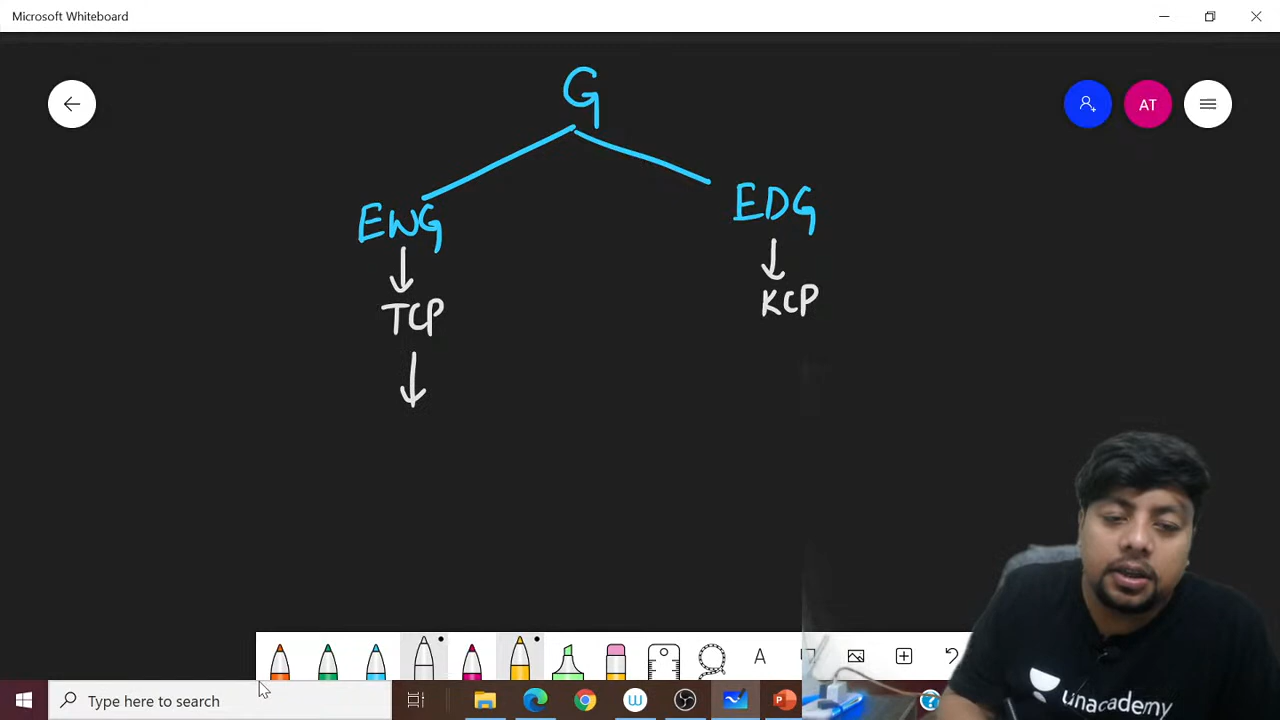 Microsoft Whiteboard
G
AT
EWG
EDG
TCP
KCP
A
unacademy
Type here to search